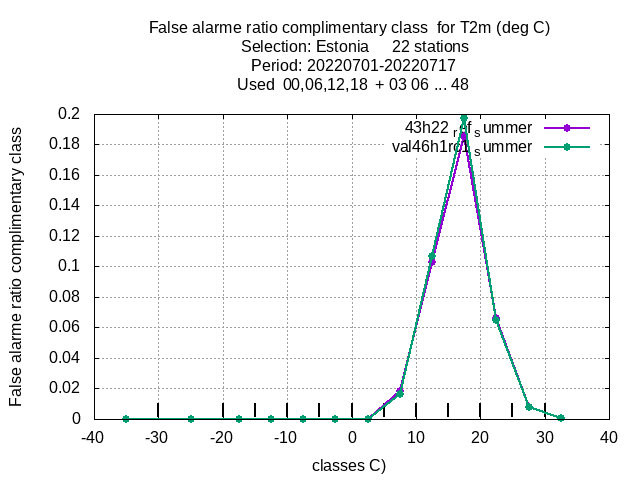 False alarme ratio complimentary class for T2m (deg C)
Selection: Estonia 22 stations
Period: 20220701-20220717
Used 00,06,12,18 + 03 06 ... 48
False alarme ratio complimentary class
0.2
0.18
0.16
0.14
0.12
0.1
0.08
0.06
0.04
0.02
0
43h22 summer
summer
-40 -30 -20 -10 0 10 20 30 40
classes C)